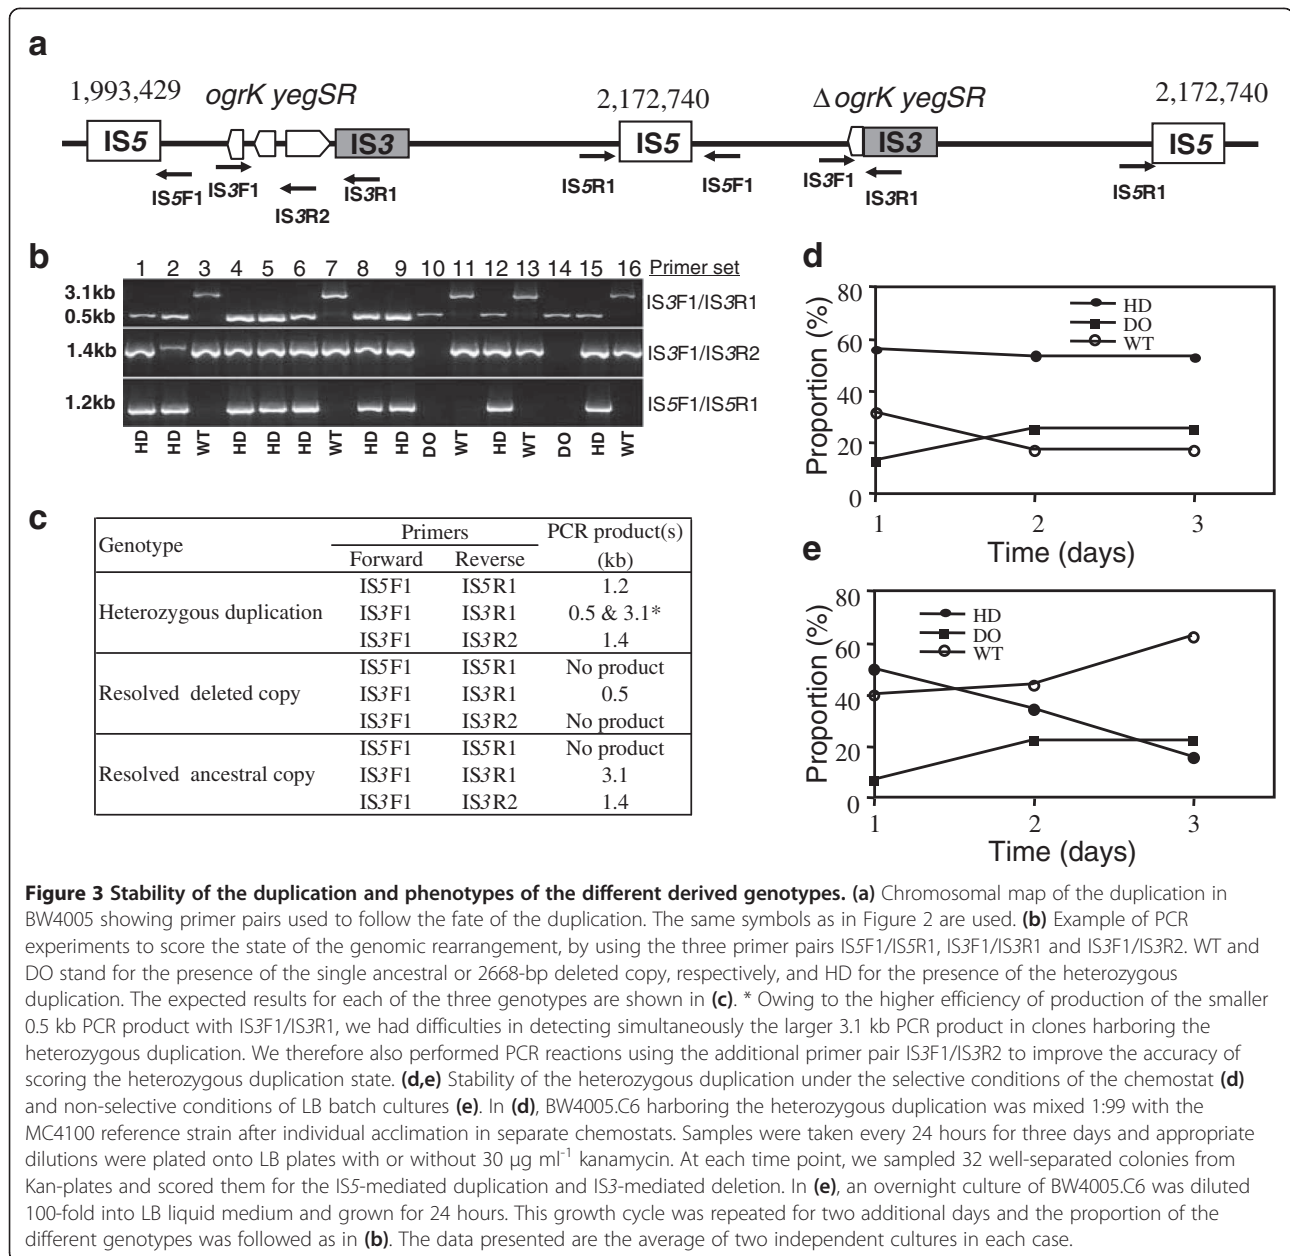 a
1,993,429 ogrK yegSR 2,172,740 Δ ogrK yegSR 2,172,740
IS5 IS3 IS5 IS3 IS5
IS5F1 IS3F1 IS3R2 IS3R1 IS5R1 IS5F1 IS3F1 IS3R1 IS5R1
b
1 2 3 4 5 6 7 8 9 10 11 12 13 14 15 16 Primer set
3.1kb
0.5kb
IS3F1/IS3R1
1.4kb IS3F1/IS3R2
1.2kb IS5F1/IS5R1
HD HD WT HD HD HD WT HD HD DO WT HD WT DO HD WT
c
Genotype Primers PCR product(s)
Forward Reverse (kb)
IS5F1 IS5R1 1.2
Heterozygous duplication IS3F1 IS3R1 0.5 & 3.1*
IS3F1 IS3R2 1.4
IS5F1 IS5R1 No product
Resolved deleted copy IS3F1 IS3R1 0.5
IS3F1 IS3R2 No product
IS5F1 IS5R1 No product
Resolved ancestral copy IS3F1 IS3R1 3.1
IS3F1 IS3R2 1.4
d
80
60
40
20
0
Proportion (%)
HD
DO
WT
1 2 3
Time (days)
e
80
60
40
20
0
Proportion (%)
HD
DO
WT
1 2 3
Time (days)
Figure 3 Stability of the duplication and phenotypes of the different derived genotypes. (a) Chromosomal map of the duplication in
BW4005 showing primer pairs used to follow the fate of the duplication. The same symbols as in Figure 2 are used. (b) Example of PCR
experiments to score the state of the genomic rearrangement, by using the three primer pairs IS5F1/IS5R1, IS3F1/IS3R1 and IS3F1/IS3R2. WT and
DO stand for the presence of the single ancestral or 2668-bp deleted copy, respectively, and HD for the presence of the heterozygous
duplication. The expected results for each of the three genotypes are shown in (c). * Owing to the higher efficiency of production of the smaller
0.5 kb PCR product with IS3F1/IS3R1, we had difficulties in detecting simultaneously the larger 3.1 kb PCR product in clones harboring the
heterozygous duplication. We therefore also performed PCR reactions using the additional primer pair IS3F1/IS3R2 to improve the accuracy of
scoring the heterozygous duplication state. (d,e) Stability of the heterozygous duplication under the selective conditions of the chemostat (d)
and non-selective conditions of LB batch cultures (e). In (d), BW4005.C6 harboring the heterozygous duplication was mixed 1:99 with the
MC4100 reference strain after individual acclimation in separate chemostats. Samples were taken every 24 hours for three days and appropriate
dilutions were plated onto LB plates with or without 30 μg ml-1 kanamycin. At each time point, we sampled 32 well-separated colonies from
Kan-plates and scored them for the IS5-mediated duplication and IS3-mediated deletion. In (e), an overnight culture of BW4005.C6 was diluted
100-fold into LB liquid medium and grown for 24 hours. This growth cycle was repeated for two additional days and the proportion of the
different genotypes was followed as in (b). The data presented are the average of two independent cultures in each case.